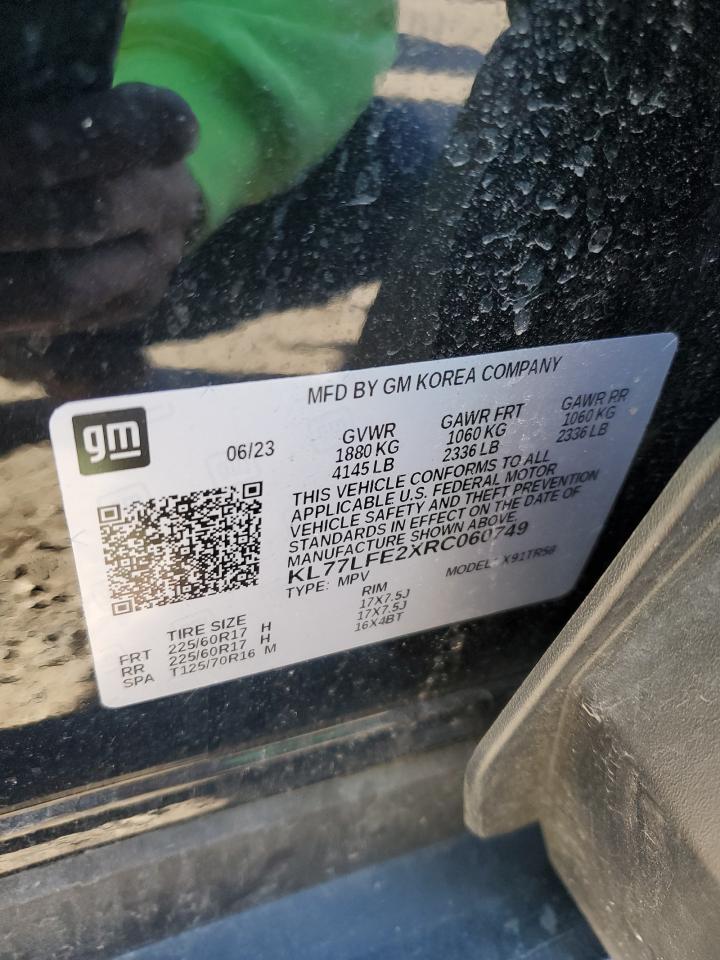 MFD BY GM KOREA COMPANY
gm
06/23
GVWR
1880 KG
4145 LB
GAWR FRT
1060 KG
2336 LB
GAWR RR
1060 KG
2336 LB
THIS VEHICLE CONFORMS TO ALL
APPLICABLE U.S. FEDERAL MOTOR
VEHICLE SAFETY AND THEFT PREVENTION
STANDARDS IN EFFECT ON THE DATE OF
MANUFACTURE SHOWN ABOVE.
KL77LFE2XRC060749
TYPE: MPV
MODEL: X91TR58
TIRE SIZE RIM
FRT 225/60R17 H 17X7.5J
RR 225/60R17 H 17X7.5J
SPA T125/70R16 M 16X4BT